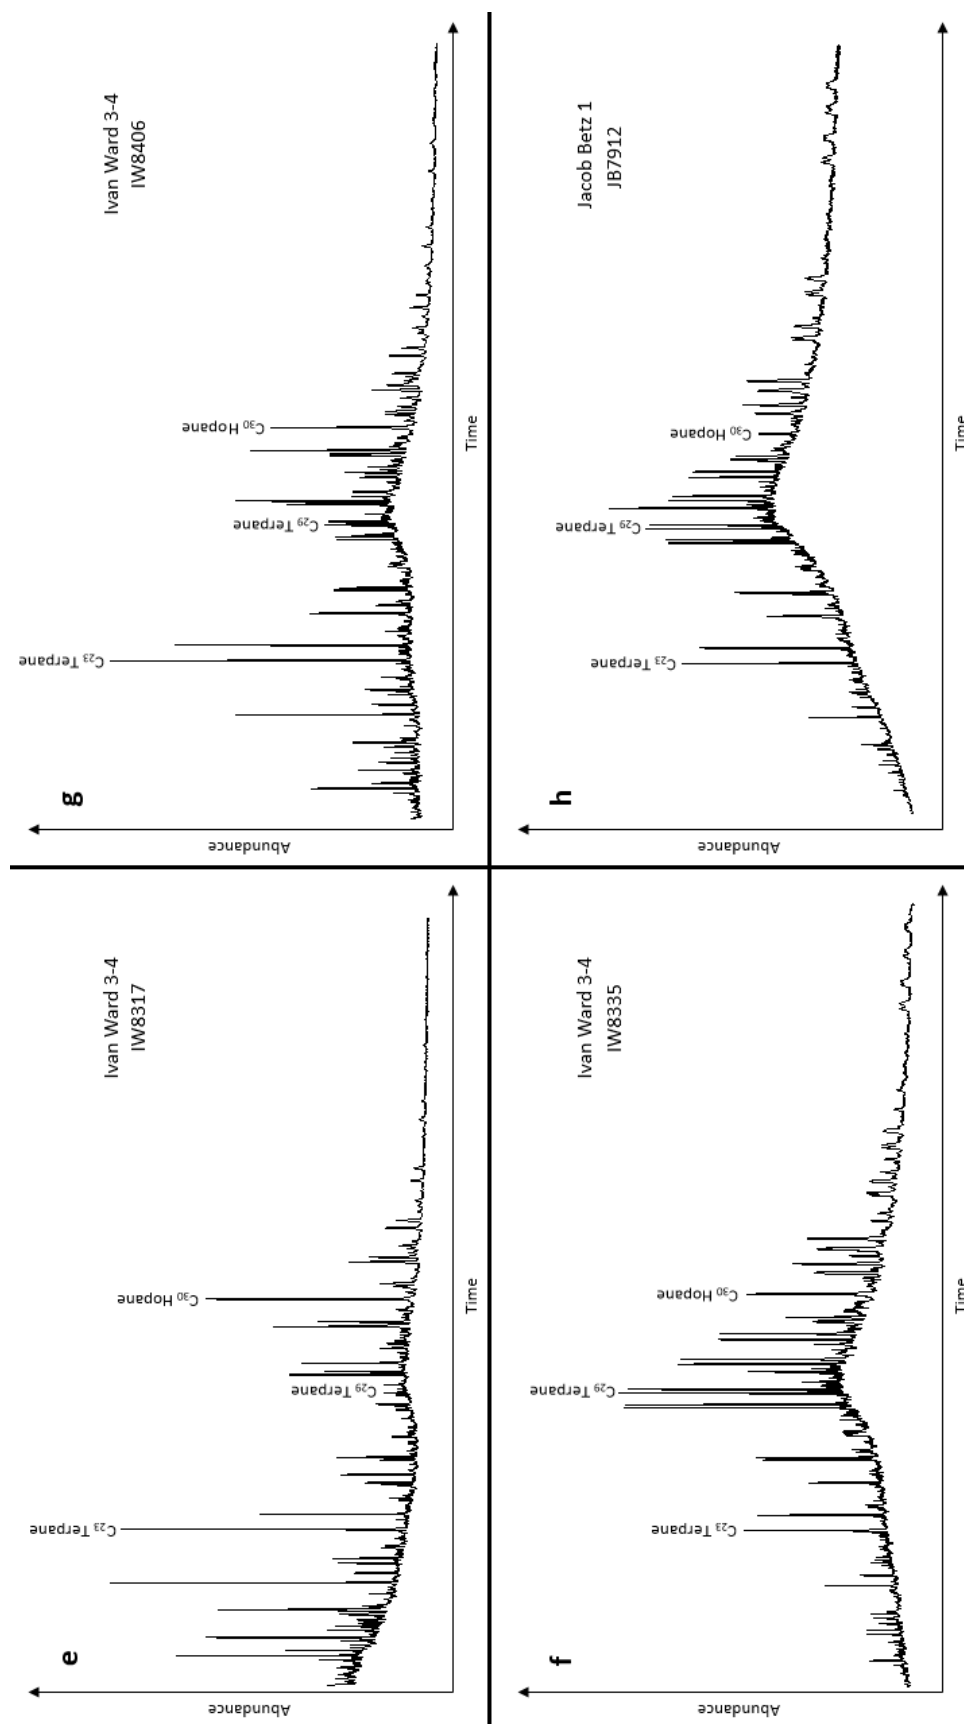 e
Ivan Ward 3-4
IW8317
Abundance
C23 Terpane
C29 Terpane
C30 Hopane
Time
g
Ivan Ward 3-4
IW8406
Abundance
C23 Terpane
C29 Terpane
C30 Hopane
Time
f
Ivan Ward 3-4
IW8335
Abundance
C23 Terpane
C29 Terpane
C30 Hopane
Time
h
Jacob Betz 1
JB7912
Abundance
C23 Terpane
C29 Terpane
C30 Hopane
Time